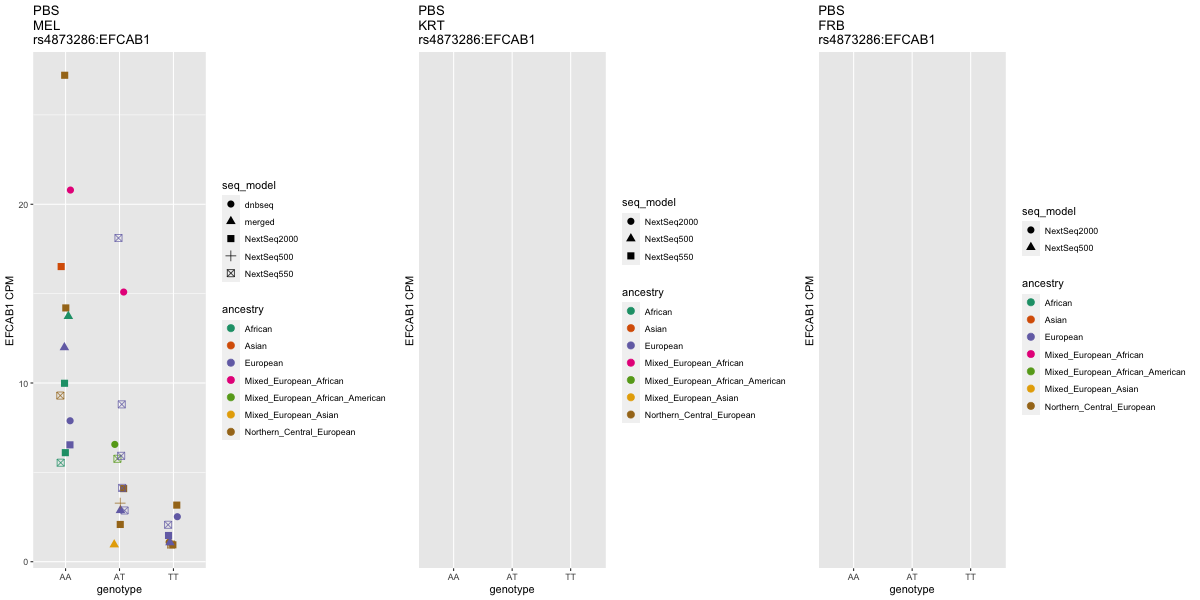 PBS
MEL
rs4873286:EFCAB1
EFCAB1 CPM
20
10
0
AA
AT
TT
genotype
seq_model
dnbseq
merged
NextSeq2000
NextSeq500
NextSeq550
ancestry
African
Asian
European
Mixed_European_African
Mixed_European_African_American
Mixed_European_Asian
Northern_Central_European
PBS
KRT
rs4873286:EFCAB1
EFCAB1 CPM
AA
AT
TT
genotype
seq_model
NextSeq2000
NextSeq500
NextSeq550
ancestry
African
Asian
European
Mixed_European_African
Mixed_European_African_American
Mixed_European_Asian
Northern_Central_European
PBS
FRB
rs4873286:EFCAB1
EFCAB1 CPM
AA
AT
TT
genotype
seq_model
NextSeq2000
NextSeq500
ancestry
African
Asian
European
Mixed_European_African
Mixed_European_African_American
Mixed_European_Asian
Northern_Central_European